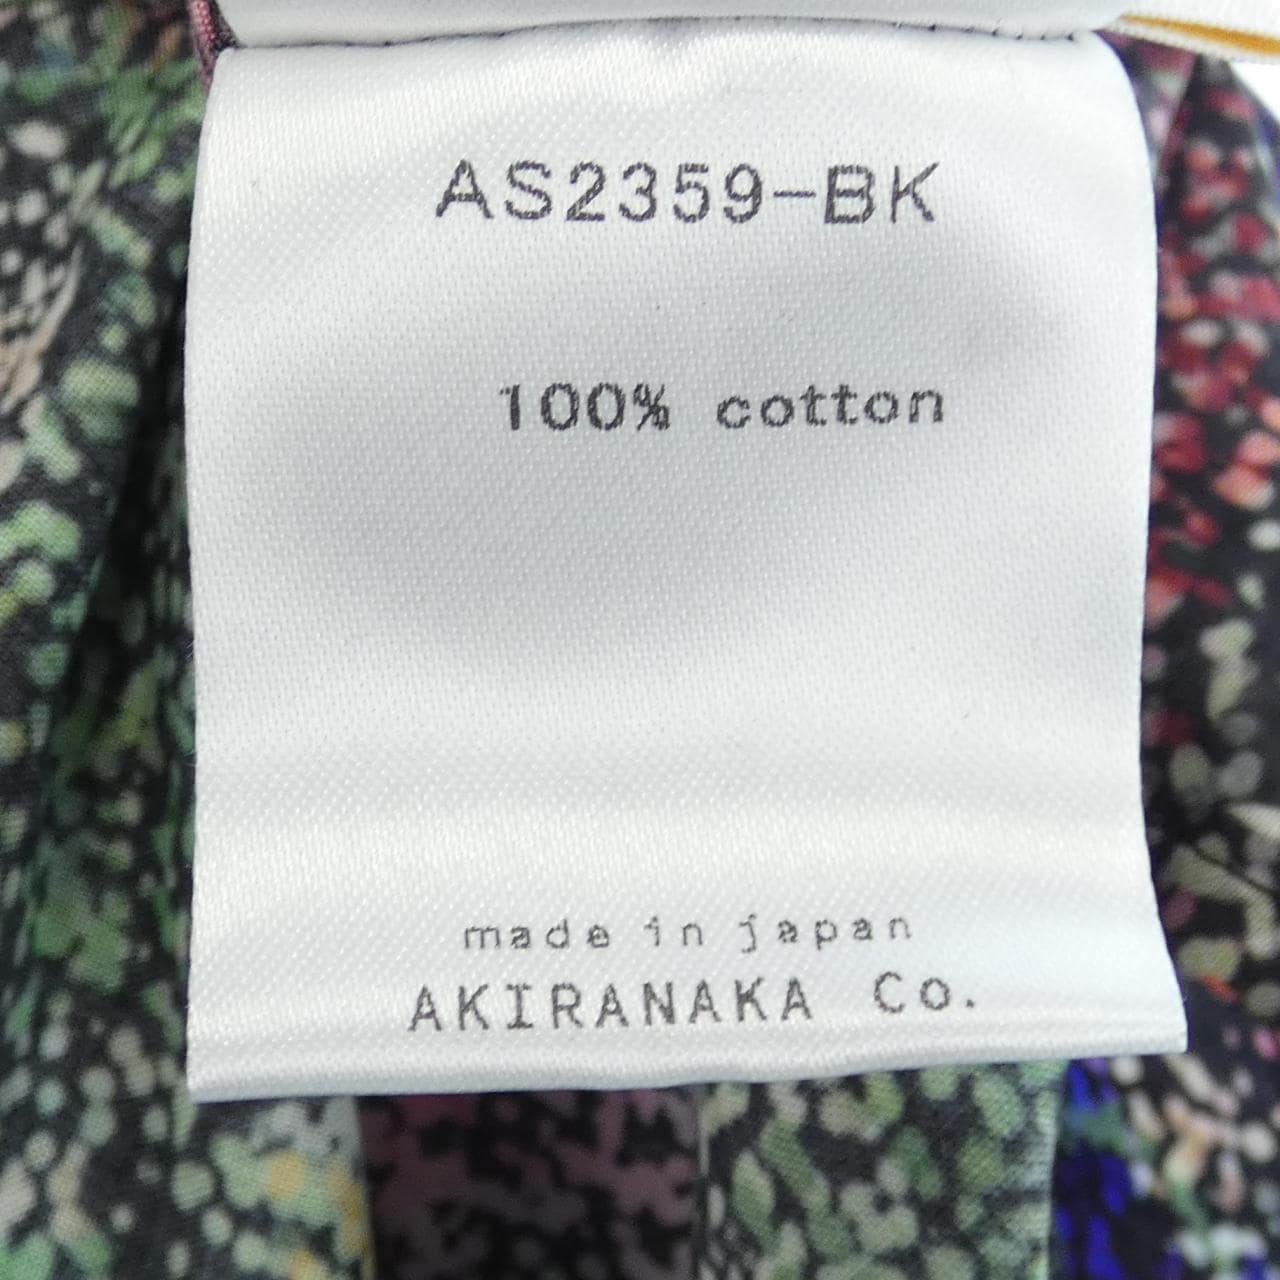 AS2359-BK
100% cotton
made in japan
AKIRANAKA Co.